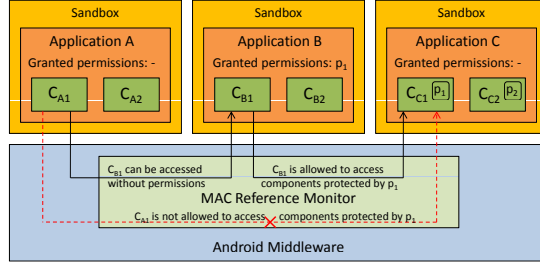 Sandbox
Sandbox
Sandbox
Application A
Application B
Application C
Granted permissions: -
Granted permissions: p1
Granted permissions: -
CA1
CA2
CB1
CB2
CC1 p1
CC2 p2
CB1 can be accessed
without permissions
CB1 is allowed to access
components protected by p1
MAC Reference Monitor
CA1 is not allowed to access components protected by p1
Android Middleware